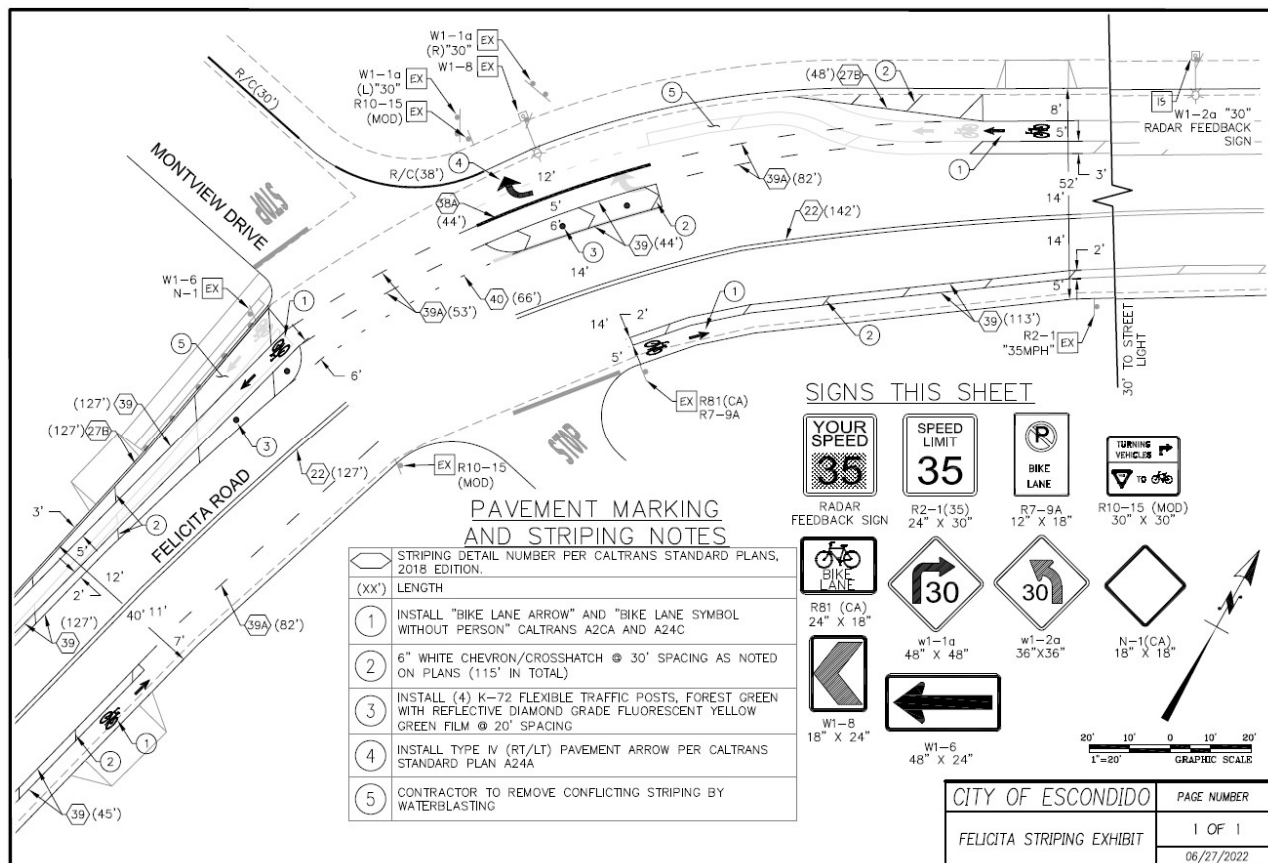 W1-1a
(R)"30" EX
W1-8 EX
W1-1a
(L)"30" EX
R10-15
(MOD) EX
R/C(30')
R/C(38')
MONTVIEW DRIVE
STOP
W1-6
N-1 EX
4
5
1
2
3
12'
5'
6'
14'
38A (44')
39 (44')
39A (82')
(48') 27B
2
8'
5'
3'
52'
14'
14'
2'
5'
IS
W1-2a "30"
RADAR FEEDBACK
SIGN
22 (142')
40 (66')
39A (53')
6'
14'
2'
5'
1
2
39 (113')
R2-1
"35MPH" EX
30' TO STREET
LIGHT
EX R81(CA)
R7-9A
STOP
EX R10-15
(MOD)
1
5
(127') 39
(127') 27B
3
22 (127')
FELICITA ROAD
3'
2
5'
12'
2'
40'
11'
7'
(127')
39
39A (82')
2
1
39 (45')
PAVEMENT MARKING
AND STRIPING NOTES
STRIPING DETAIL NUMBER PER CALTRANS STANDARD PLANS,
2018 EDITION.
(XX') LENGTH
1 INSTALL "BIKE LANE ARROW" AND "BIKE LANE SYMBOL
WITHOUT PERSON" CALTRANS A2CA AND A24C
2 6" WHITE CHEVRON/CROSSHATCH @ 30' SPACING AS NOTED
ON PLANS (115' IN TOTAL)
3 INSTALL (4) K-72 FLEXIBLE TRAFFIC POSTS, FOREST GREEN
WITH REFLECTIVE DIAMOND GRADE FLUORESCENT YELLOW
GREEN FILM @ 20' SPACING
4 INSTALL TYPE IV (RT/LT) PAVEMENT ARROW PER CALTRANS
STANDARD PLAN A24A
5 CONTRACTOR TO REMOVE CONFLICTING STRIPING BY
WATERBLASTING
SIGNS THIS SHEET
YOUR
SPEED
35
RADAR
FEEDBACK SIGN
SPEED
LIMIT
35
R2-1(35)
24" X 30"
P
BIKE
LANE
R7-9A
12" X 18"
TURNING
VEHICLES
TO
R10-15 (MOD)
30" X 30"
BIKE
LANE
R81 (CA)
24" X 18"
30
w1-1a
48" X 48"
30
w1-2a
36"X36"
N-1(CA)
18" X 18"
W1-8
18" X 24"
W1-6
48" X 24"
N
20' 10' 0 10' 20'
1"=20' GRAPHIC SCALE
CITY OF ESCONDIDO
PAGE NUMBER
FELICITA STRIPING EXHIBIT
1 OF 1
06/27/2022